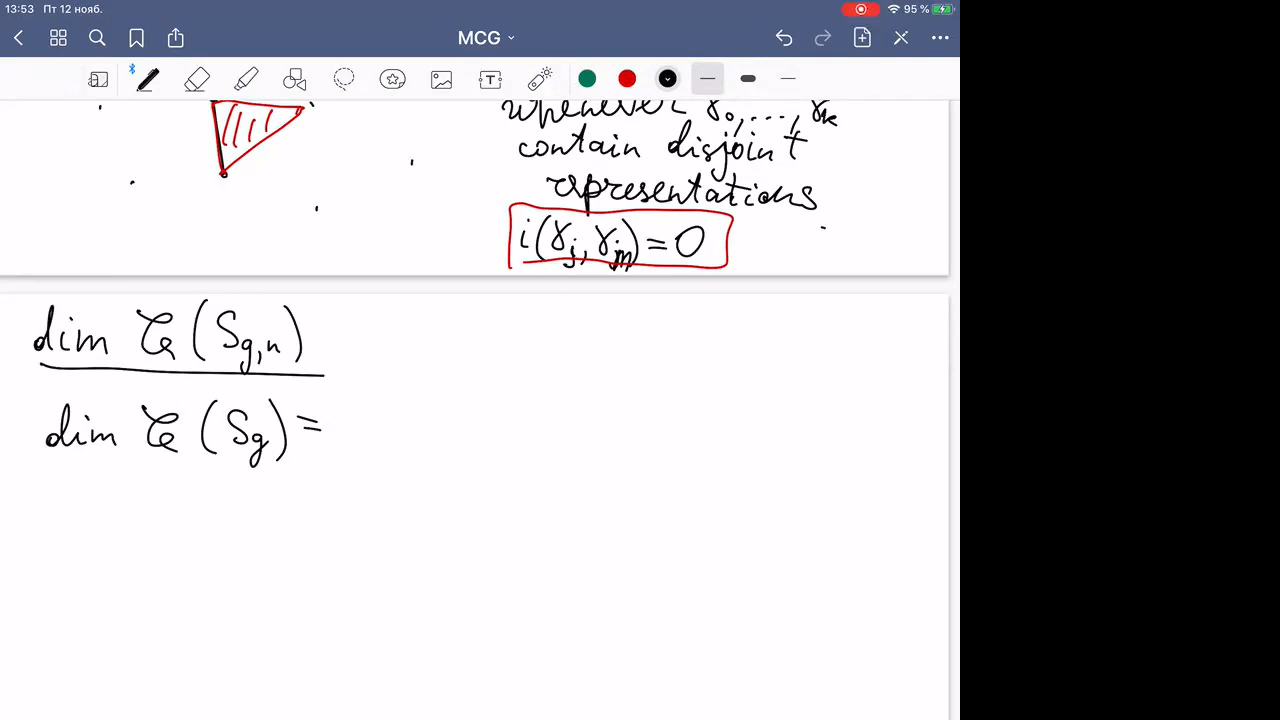 13:53 Пт 12 нояб. 95 %
MCG
T
whenever γ₀, ..., γₖ
contain disjoint
representations
i(γⱼ, γₘ) = 0
dim 𝒞(S_{g,n})
dim 𝒞(S_g) =